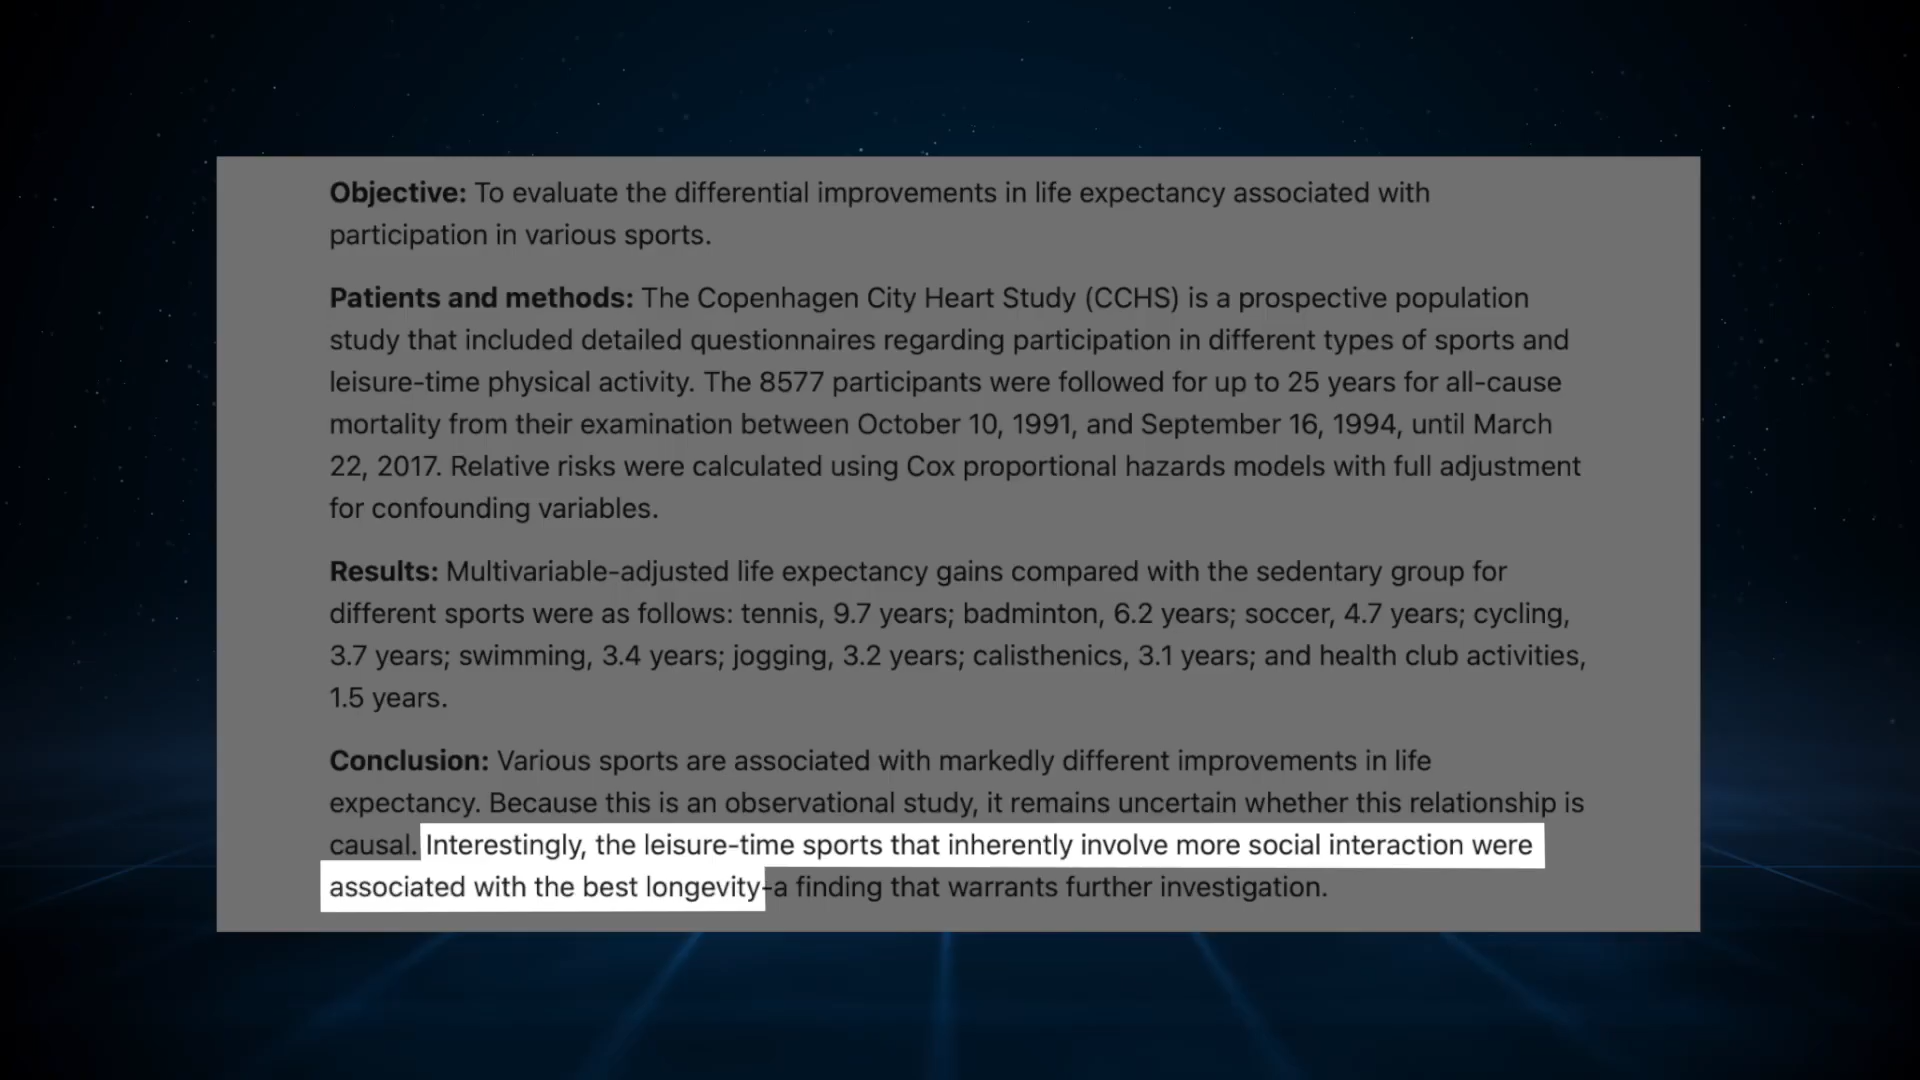 Objective: To evaluate the differential improvements in life expectancy associated with
participation in various sports.
Patients and methods: The Copenhagen City Heart Study (CCHS) is a prospective population
study that included detailed questionnaires regarding participation in different types of sports and
leisure-time physical activity. The 8577 participants were followed for up to 25 years for all-cause
mortality from their examination between October 10, 1991, and September 16, 1994, until March
22, 2017. Relative risks were calculated using Cox proportional hazards models with full adjustment
for confounding variables.
Results: Multivariable-adjusted life expectancy gains compared with the sedentary group for
different sports were as follows: tennis, 9.7 years; badminton, 6.2 years; soccer, 4.7 years; cycling,
3.7 years; swimming, 3.4 years; jogging, 3.2 years; calisthenics, 3.1 years; and health club activities,
1.5 years.
Conclusion: Various sports are associated with markedly different improvements in life
expectancy. Because this is an observational study, it remains uncertain whether this relationship is
causal. Interestingly, the leisure-time sports that inherently involve more social interaction were
associated with the best longevity-a finding that warrants further investigation.